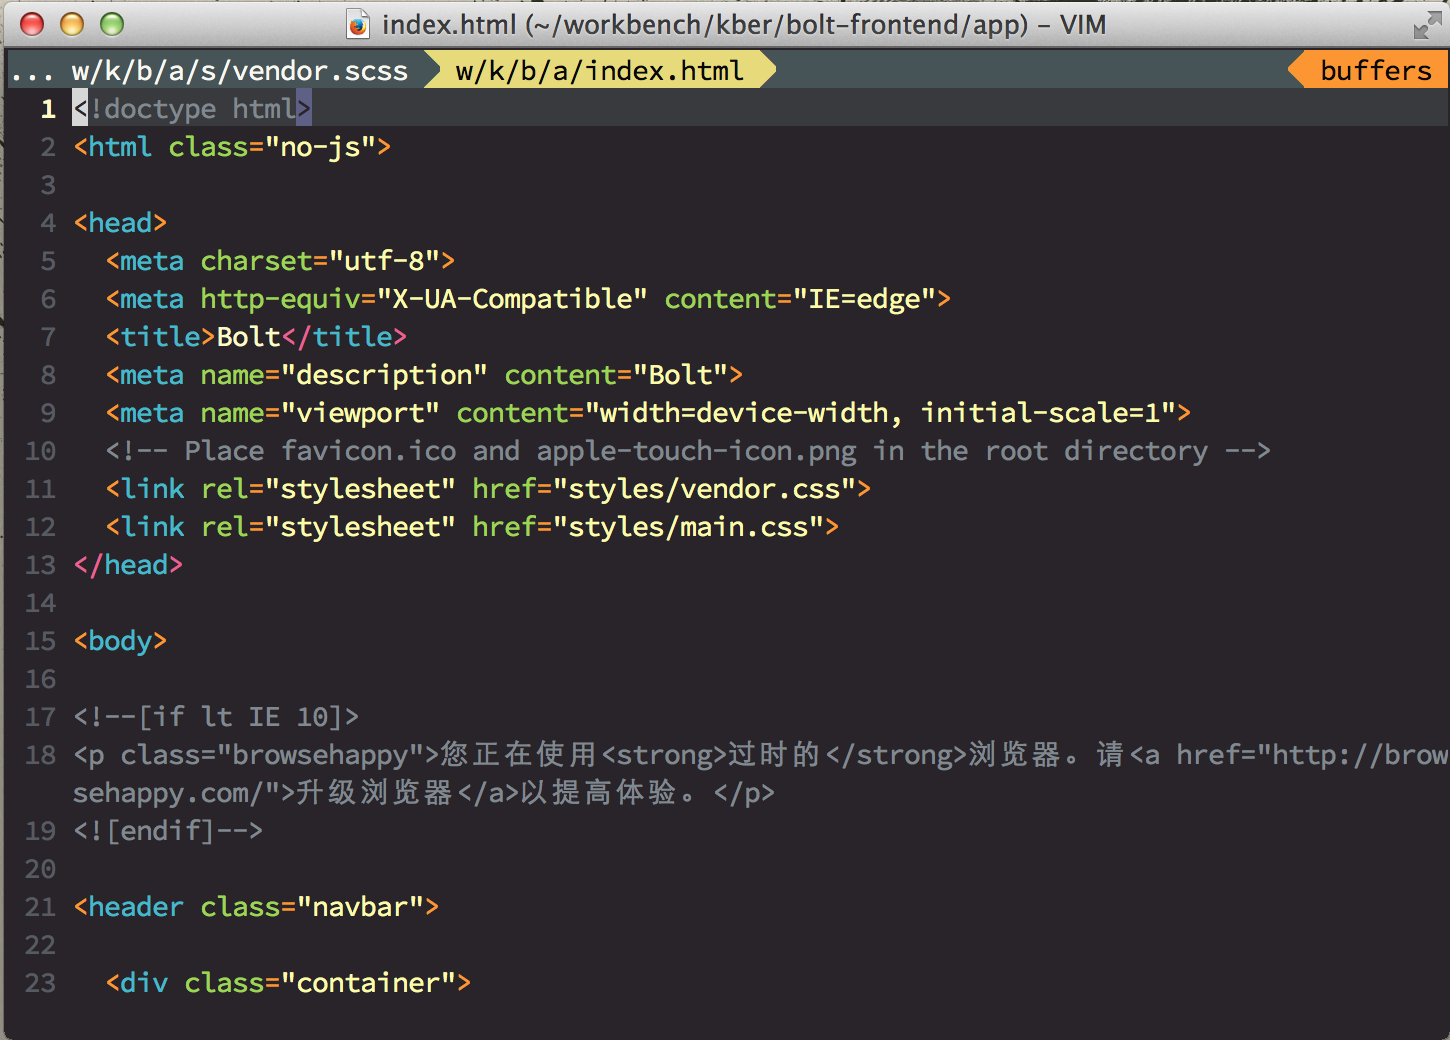 index.html (~/workbench/kber/bolt-frontend/app) – VIM
... w/k/b/a/s/vendor.scss w/k/b/a/index.html buffers
1 <!doctype html>
2 <html class="no-js">
3
4 <head>
5   <meta charset="utf-8">
6   <meta http-equiv="X-UA-Compatible" content="IE=edge">
7   <title>Bolt</title>
8   <meta name="description" content="Bolt">
9   <meta name="viewport" content="width=device-width, initial-scale=1">
10   <!-- Place favicon.ico and apple-touch-icon.png in the root directory -->
11   <link rel="stylesheet" href="styles/vendor.css">
12   <link rel="stylesheet" href="styles/main.css">
13 </head>
14
15 <body>
16
17 <!--[if lt IE 10]>
18 <p class="browsehappy">您正在使用<strong>过时的</strong>浏览器。请<a href="http://brow
sehappy.com/">升级浏览器</a>以提高体验。</p>
19 <![endif]-->
20
21 <header class="navbar">
22
23   <div class="container">